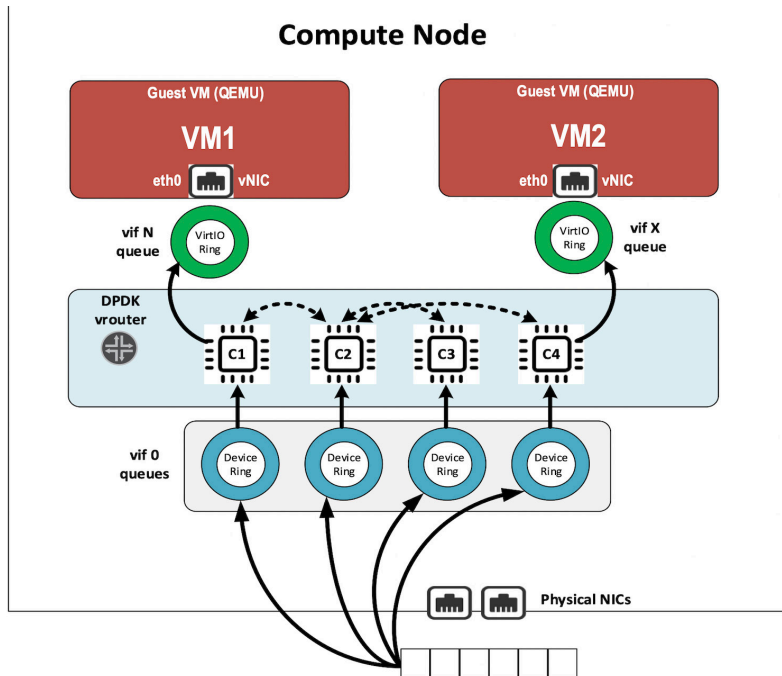 Compute Node
Guest VM (QEMU)
VM1
eth0 vNIC
Guest VM (QEMU)
VM2
eth0 vNIC
vif N
queue
VirtIO
Ring
VirtIO
Ring
vif X
queue
DPDK
vrouter
C1
C2
C3
C4
vif 0
queues
Device
Ring
Device
Ring
Device
Ring
Device
Ring
Physical NICs